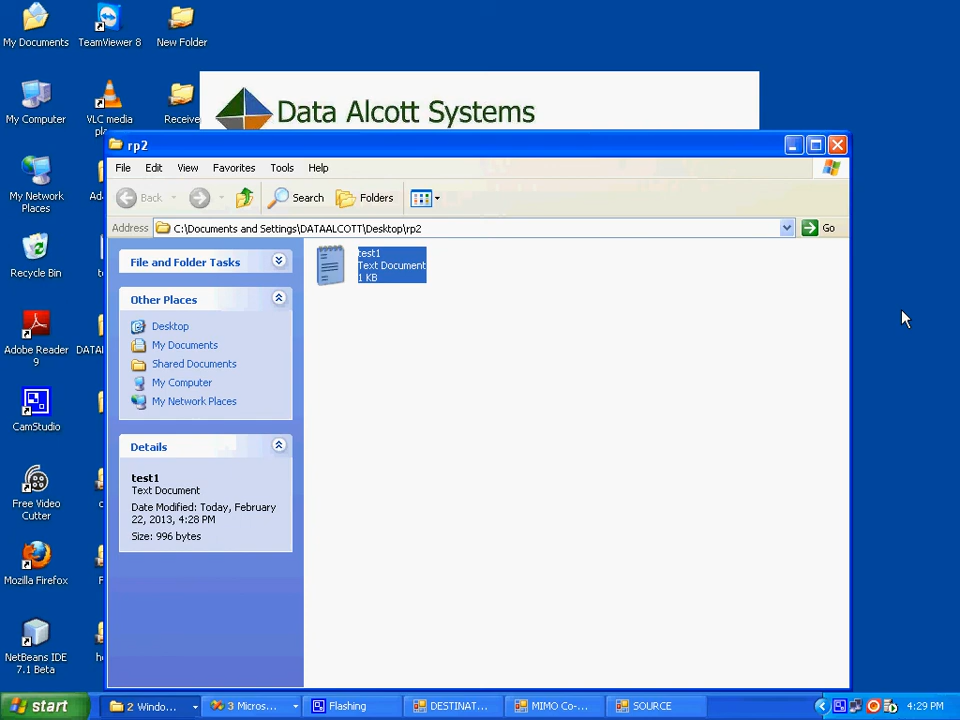 My Documents
TeamViewer 8
New Folder
My Computer
VLC media
Receive
Data Alcott Systems
My Network
Places
Recycle Bin
Adobe Reader
9
CamStudio
Free Video
Cutter
Mozilla Firefox
NetBeans IDE
7.1 Beta
rp2
File Edit View Favorites Tools Help
Back Search Folders
Address C:\Documents and Settings\DATAALCOTT\Desktop\rp2 Go
File and Folder Tasks
Other Places
Desktop
My Documents
Shared Documents
My Computer
My Network Places
Details
test1
Text Document
Date Modified: Today, February
22, 2013, 4:28 PM
Size: 996 bytes
test1
Text Document
1 KB
start 2 Windo... 3 Micros... Flashing DESTINAT... MIMO Co-... SOURCE 4:29 PM